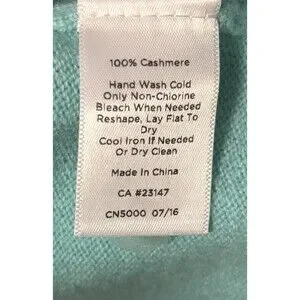 100% Cashmere
Hand Wash Cold
Only Non-Chlorine
Bleach When Needed
Reshape, Lay Flat To
Dry
Cool Iron If Needed
Or Dry Clean
Made In China
CA #23147
CN5000 07/16